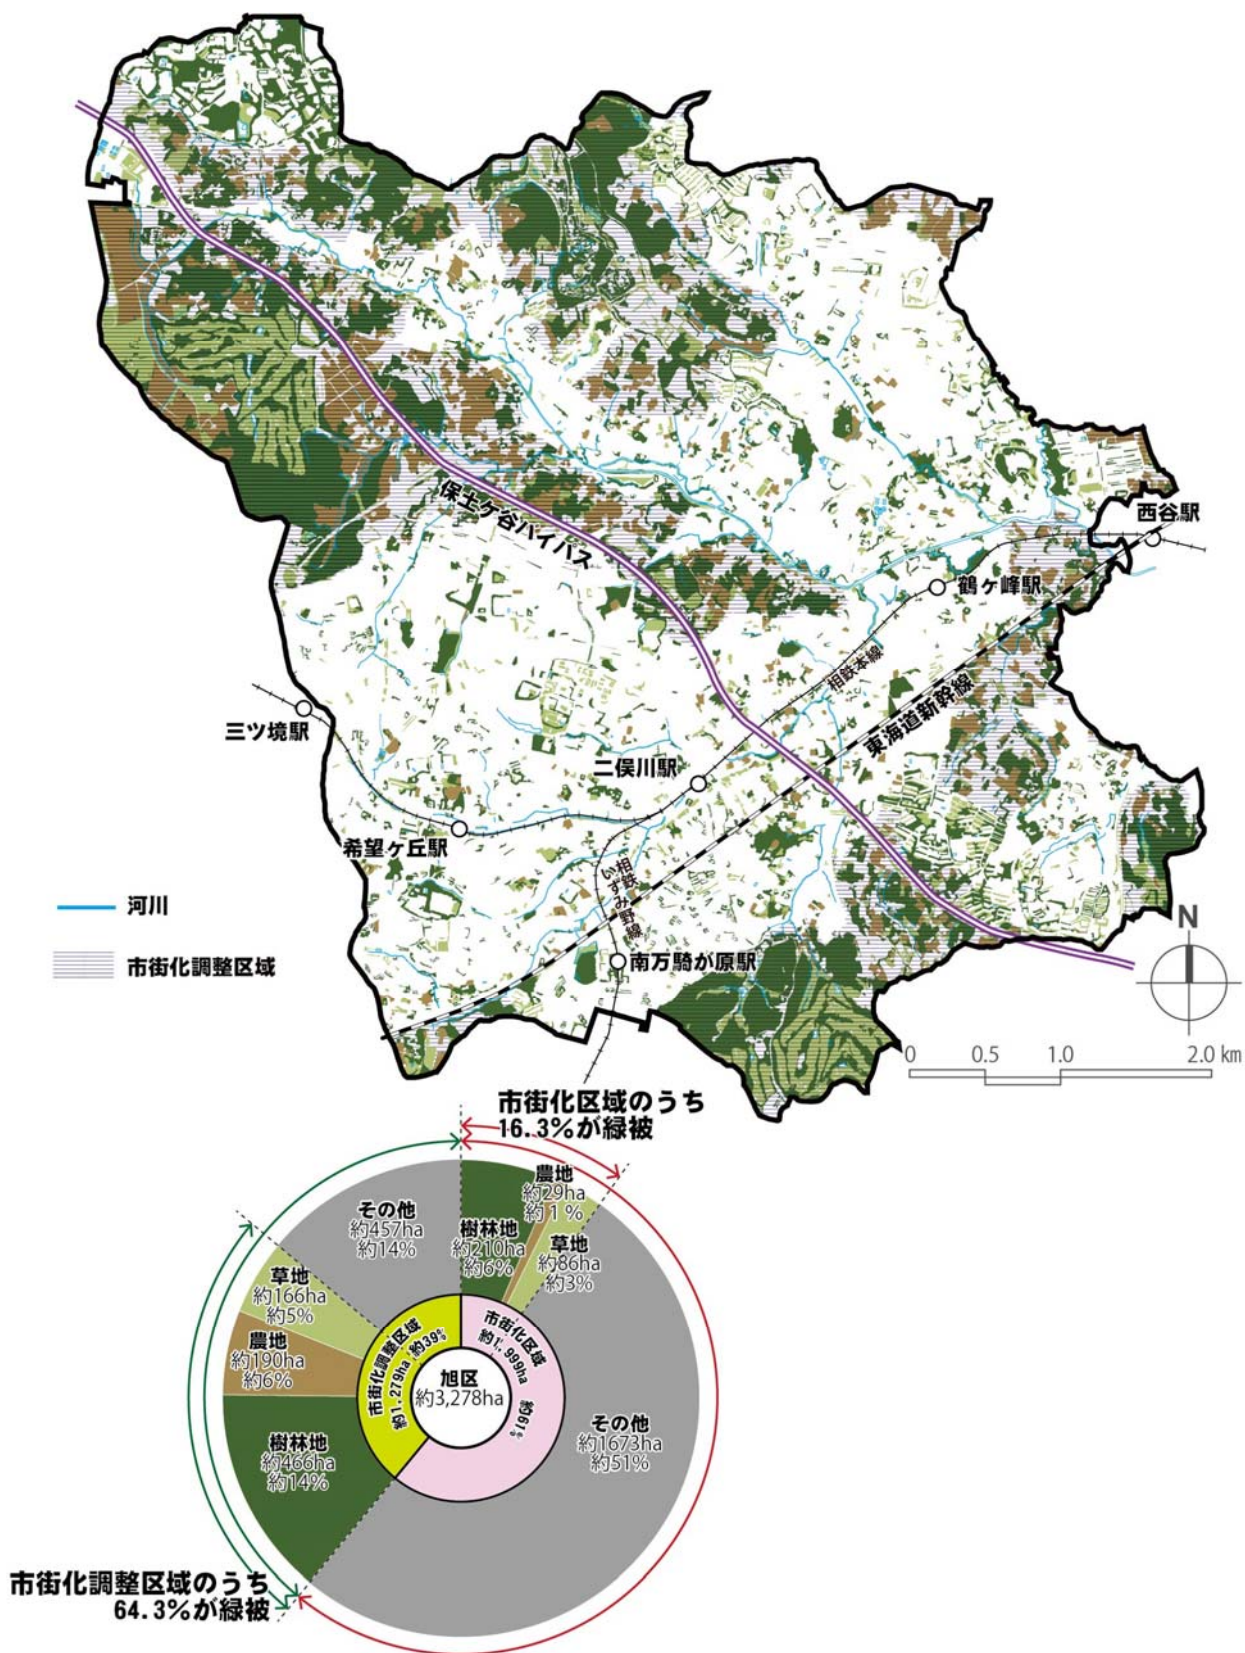 保土ヶ谷バイパス
西谷駅
鶴ヶ峰駅
相鉄本線
東海道新幹線
三ツ境駅
二俣川駅
希望ヶ丘駅
相鉄
いずみ野線
南万騎が原駅
河川
市街化調整区域
N
0 0.5 1.0 2.0 km
市街化区域のうち
16.3%が緑被
その他
約457ha
約14%
樹林地
約210ha
約6%
農地
約29ha
約1%
草地
約86ha
約3%
草地
約166ha
約5%
農地
約190ha
約6%
樹林地
約466ha
約14%
市街化調整区域
約1,279ha 約39%
市街化区域
約1,999ha
約61%
旭区
約3,278ha
その他
約1673ha
約51%
市街化調整区域のうち
64.3%が緑被